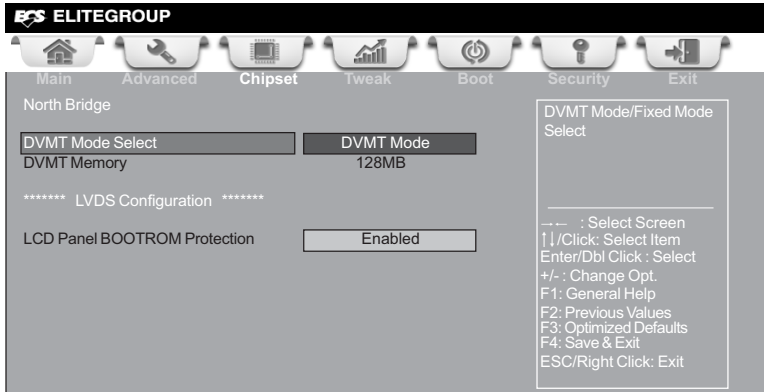 ECS ELITEGROUP
Main Advanced Chipset Tweak Boot Security Exit
North Bridge
DVMT Mode Select DVMT Mode
DVMT Memory 128MB
******* LVDS Configuration *******
LCD Panel BOOTROM Protection Enabled
DVMT Mode/Fixed Mode
Select
→← : Select Screen
↑↓/Click: Select Item
Enter/Dbl Click : Select
+/- : Change Opt.
F1: General Help
F2: Previous Values
F3: Optimized Defaults
F4: Save & Exit
ESC/Right Click: Exit